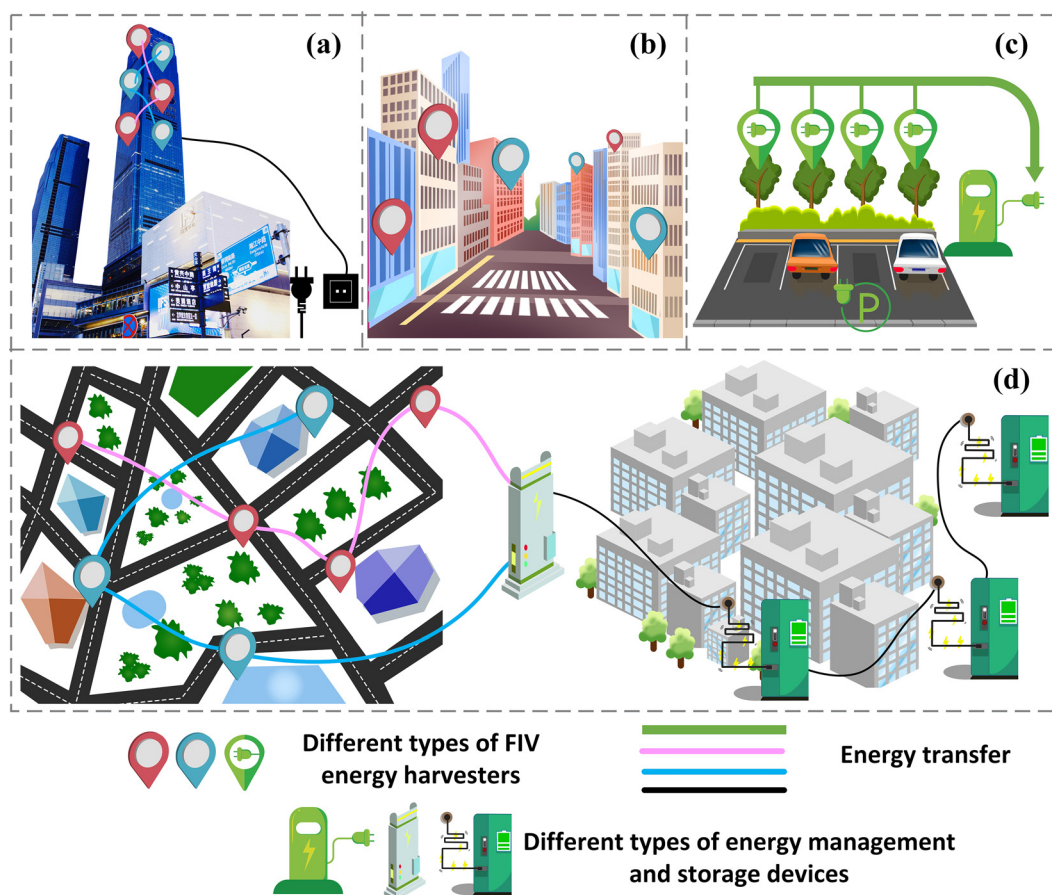 (a)
(b)
(c)
P
(d)
Different types of FIV
energy harvesters
Energy transfer
Different types of energy management
and storage devices